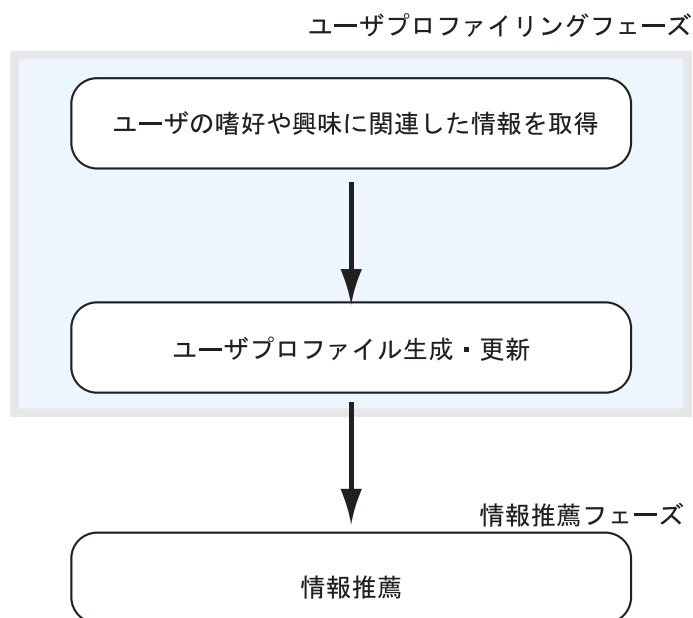 ユーザプロファイリングフェーズ
ユーザの嗜好や興味に関連した情報を取得
ユーザプロファイル生成・更新
情報推薦フェーズ
情報推薦